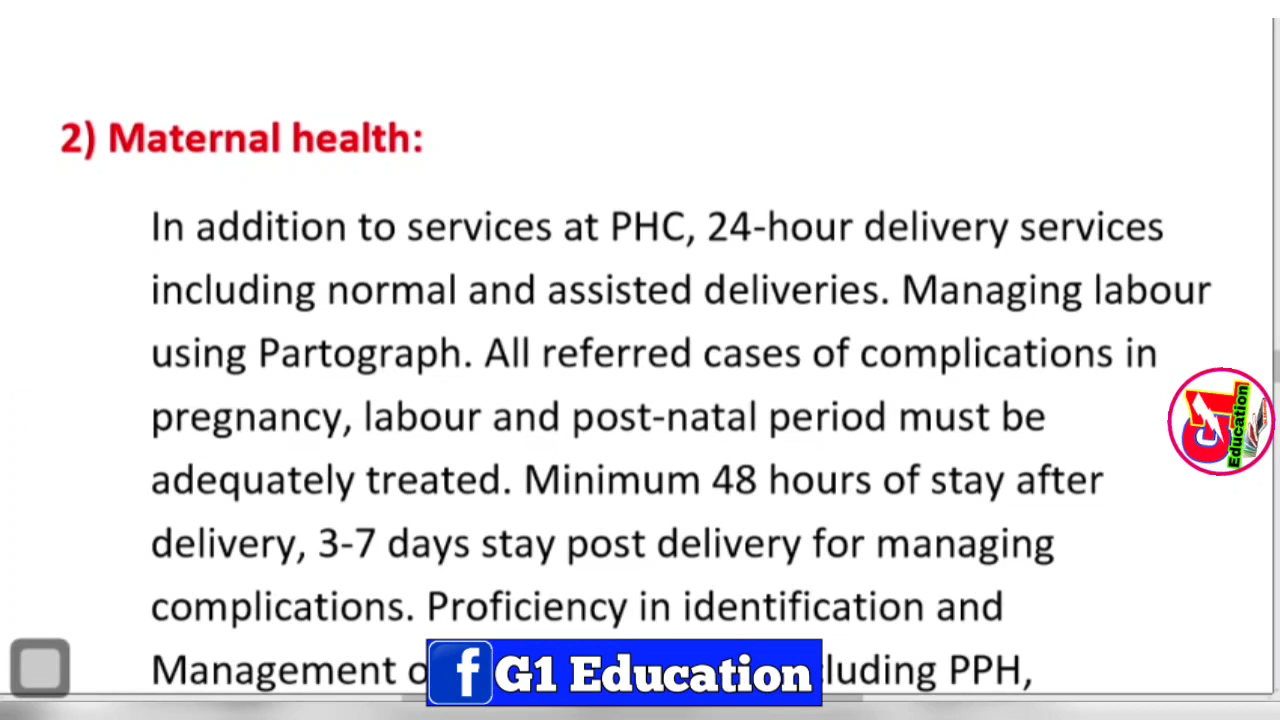 2) Maternal health:
In addition to services at PHC, 24-hour delivery services
including normal and assisted deliveries. Managing labour
using Partograph. All referred cases of complications in
pregnancy, labour and post-natal period must be
adequately treated. Minimum 48 hours of stay after
delivery, 3-7 days stay post delivery for managing
complications. Proficiency in identification and
Management PPH,
G1 Education
G1
Education